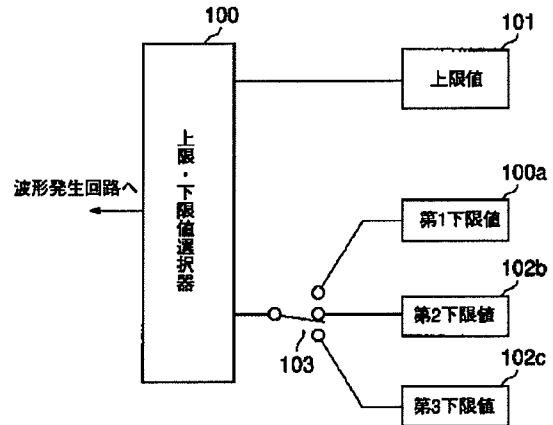 100
101
上限値
上限・下限値選択器
波形発生回路へ
100a
第1下限値
102b
第2下限値
103
102c
第3下限値